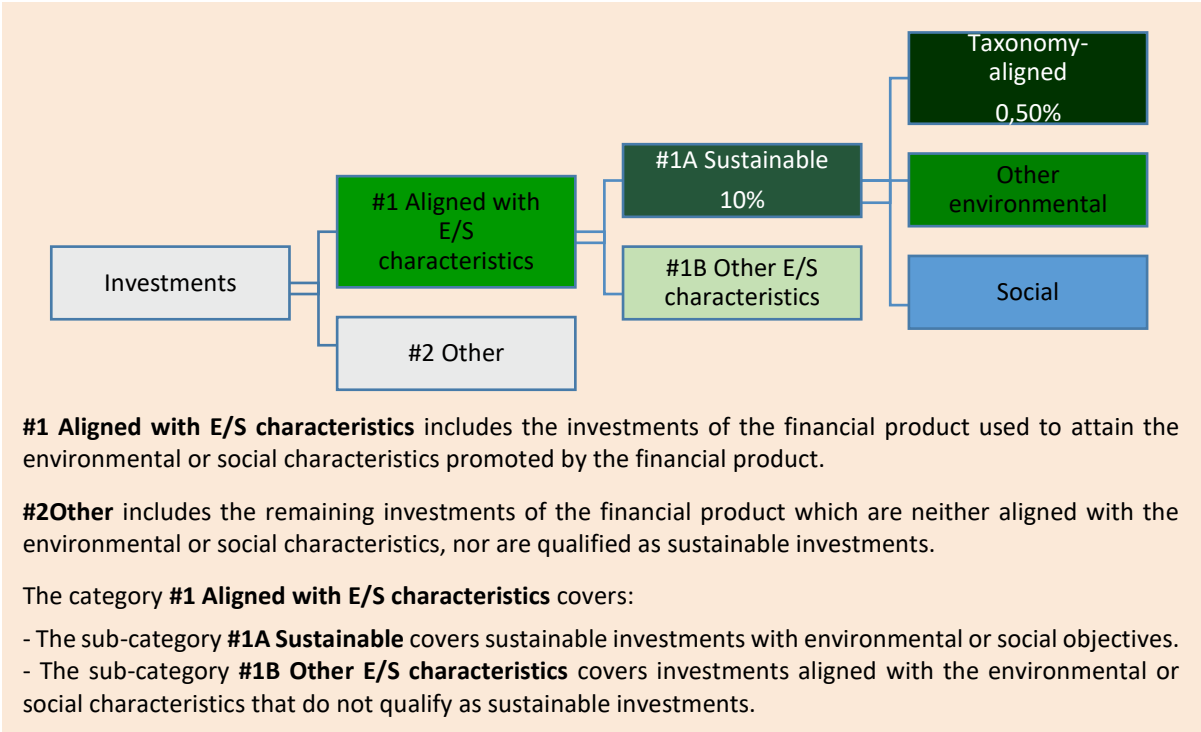 Taxonomy-
aligned
0,50%
#1A Sustainable
10%
#1 Aligned with
E/S
characteristics
Other
environmental
Investments
#1B Other E/S
characteristics
Social
#2 Other
#1 Aligned with E/S characteristics includes the investments of the financial product used to attain the
environmental or social characteristics promoted by the financial product.
#2Other includes the remaining investments of the financial product which are neither aligned with the
environmental or social characteristics, nor are qualified as sustainable investments.
The category #1 Aligned with E/S characteristics covers:
- The sub-category #1A Sustainable covers sustainable investments with environmental or social objectives.
- The sub-category #1B Other E/S characteristics covers investments aligned with the environmental or
social characteristics that do not qualify as sustainable investments.